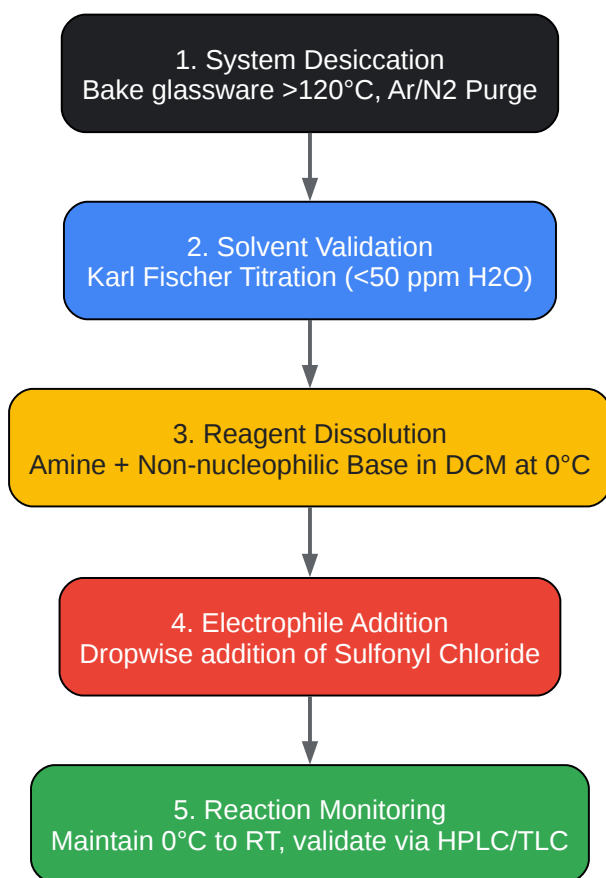 1. System Desiccation
Bake glassware >120°C, Ar/N2 Purge
2. Solvent Validation
Karl Fischer Titration (<50 ppm H2O)
3. Reagent Dissolution
Amine + Non-nucleophilic Base in DCM at 0°C
4. Electrophile Addition
Dropwise addition of Sulfonyl Chloride
5. Reaction Monitoring
Maintain 0°C to RT, validate via HPLC/TLC